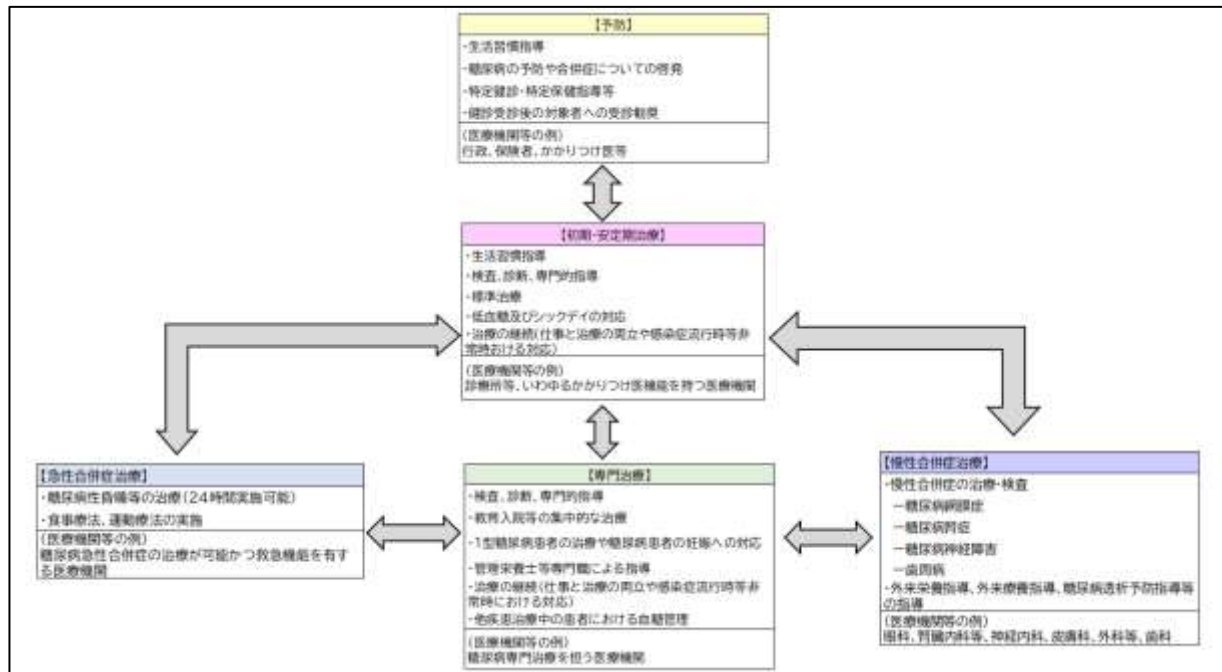 【予防】
・生活習慣指導
・糖尿病の予防や合併症についての啓発
・特定健診・特定保健指導等
・健診受診後の対象者への受診勧奨
(医療機関等の例)
行政、保険者、かかりつけ医等
【初期・安定期治療】
・生活習慣指導
・検査、診断、専門的指導
・標準治療
・低血糖及びシックデイの対応
・治療の継続(仕事と治療の両立や感染症流行時等非
常時おける対応)
(医療機関等の例)
診療所等、いわゆるかかりつけ医機能を持つ医療機関
【急性合併症治療】
・糖尿病性昏睡等の治療(24時間実施可能)
・食事療法、運動療法の実施
(医療機関等の例)
糖尿病急性合併症の治療が可能かつ救急機能を有す
る医療機関
【専門治療】
・検査、診断、専門的指導
・教育入院等の集中的な治療
・1型糖尿病患者の治療や糖尿病患者の妊娠への対応
・管理栄養士等専門職による指導
・治療の継続(仕事と治療の両立や感染症流行時等非
常時における対応)
・他疾患治療中の患者における血糖管理
(医療機関等の例)
糖尿病専門治療を担う医療機関
【慢性合併症治療】
・慢性合併症の治療・検査
―糖尿病網膜症
―糖尿病腎症
―糖尿病神経障害
―歯周病
・外来栄養指導、外来療養指導、糖尿病透析予防指導等
の指導
(医療機関等の例)
眼科、腎臓内科等、神経内科、皮膚科、外科等、歯科